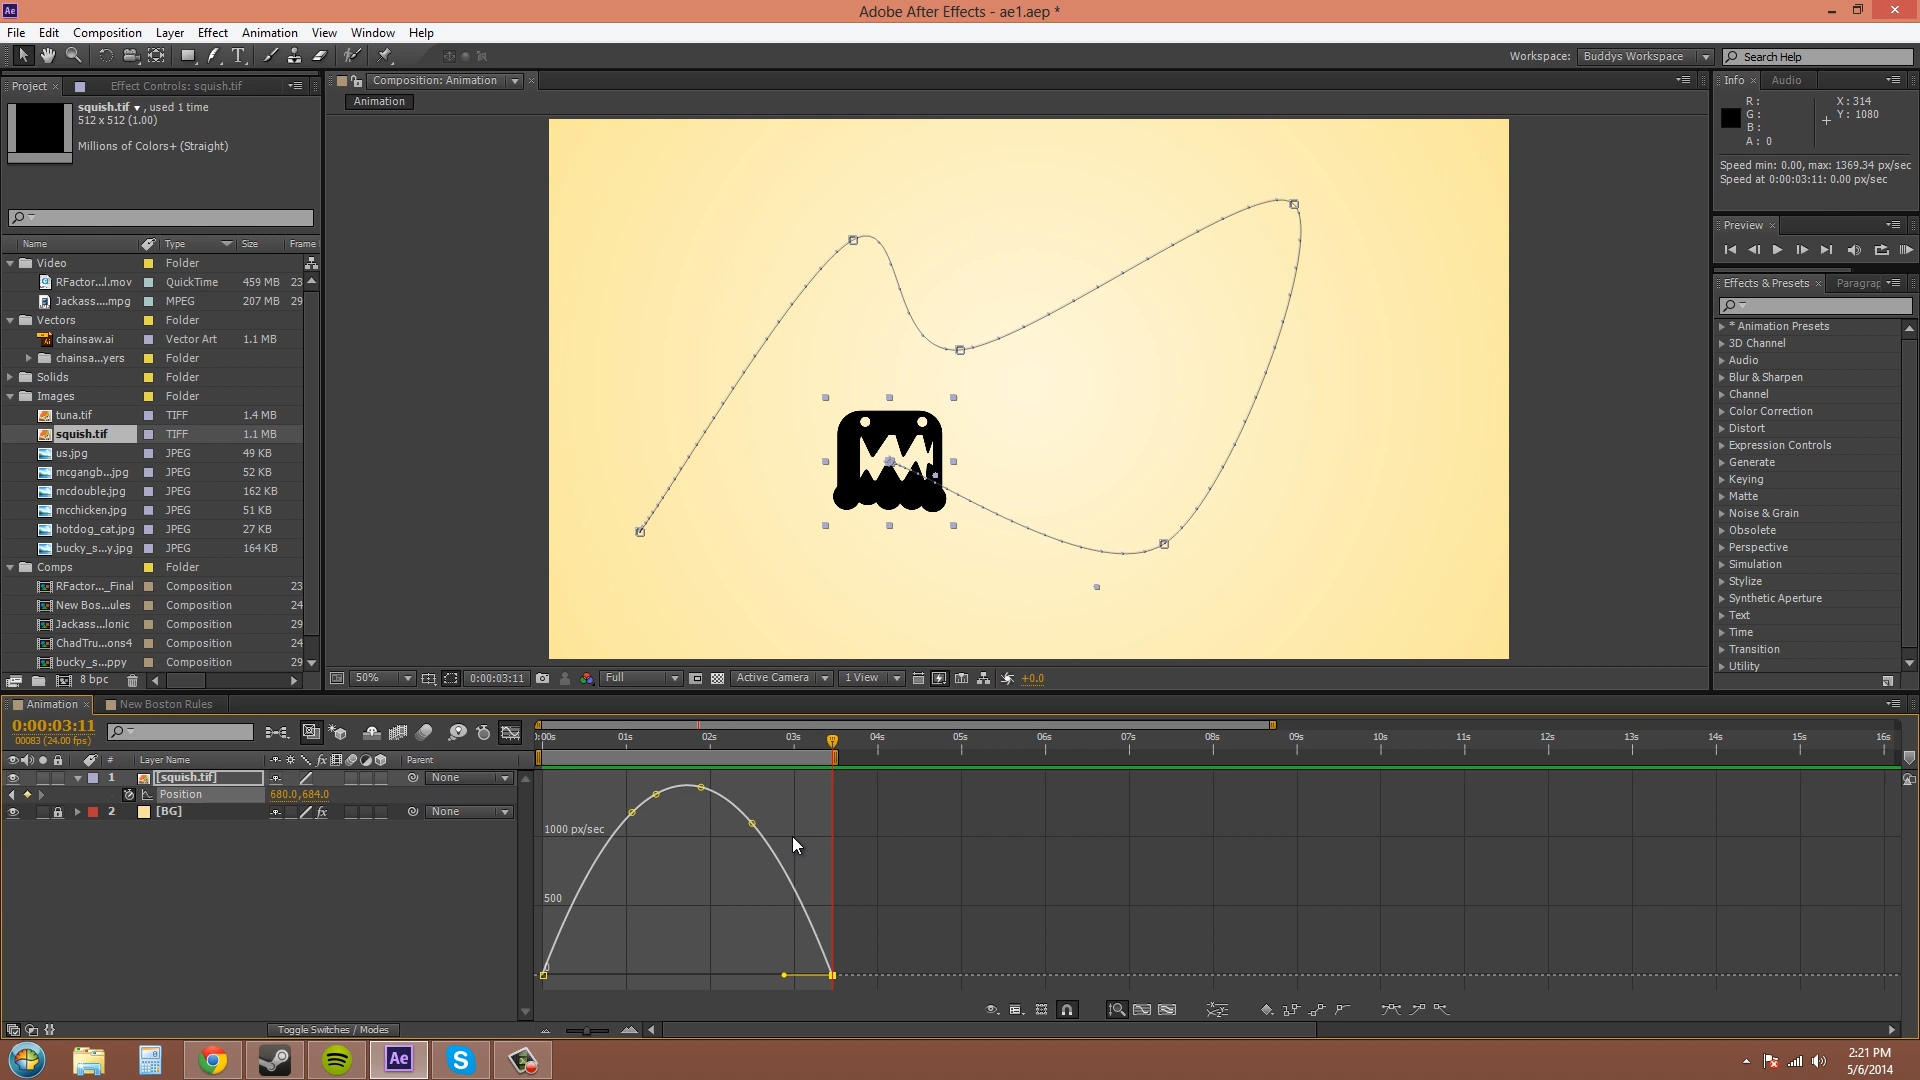 Adobe After Effects - ae1.aep *
File Edit Composition Layer Effect Animation View Window Help
Workspace: Buddys Workspace Search Help
Project × Effect Controls: squish.tif
squish.tif ▾ , used 1 time
512 x 512 (1.00)
Millions of Colors+ (Straight)
Name Type Size Frame
Video Folder
RFactor...l.mov QuickTime 459 MB 23
Jackass....mpg MPEG 207 MB 29
Vectors Folder
chainsaw.ai Vector Art 1.1 MB
chainsa...yers Folder
Solids Folder
Images Folder
tuna.tif TIFF 1.4 MB
squish.tif TIFF 1.1 MB
us.jpg JPEG 49 KB
mcgangb...jpg JPEG 52 KB
mcdouble.jpg JPEG 162 KB
mcchicken.jpg JPEG 51 KB
hotdog_cat.jpg JPEG 27 KB
bucky_s...y.jpg JPEG 164 KB
Comps Folder
RFactor..._Final Composition 23
New Bos...ules Composition 24
Jackass...lonic Composition 29
ChadTru...ons4 Composition 24
bucky_s...ppy Composition 29
8 bpc
Composition: Animation
Animation
50% 0:00:03:11 Full Active Camera 1 View +0.0
Info × Audio
R: X: 314
G: Y: 1080
B:
A: 0
Speed min: 0.00, max: 1369.34 px/sec
Speed at 0:00:03:11: 0.00 px/sec
Preview ×
Effects & Presets × Paragrap
* Animation Presets
3D Channel
Audio
Blur & Sharpen
Channel
Color Correction
Distort
Expression Controls
Generate
Keying
Matte
Noise & Grain
Obsolete
Perspective
Simulation
Stylize
Synthetic Aperture
Text
Time
Transition
Utility
Animation × New Boston Rules
0:00:03:11
00083 (24.00 fps)
# Layer Name Parent
1 [squish.tif] None
Position 680.0,684.0
2 [BG] None
:00s 01s 02s 03s 04s 05s 06s 07s 08s 09s 10s 11s 12s 13s 14s 15s 16s
1000 px/sec
500
0
Toggle Switches / Modes
2:21 PM
5/6/2014